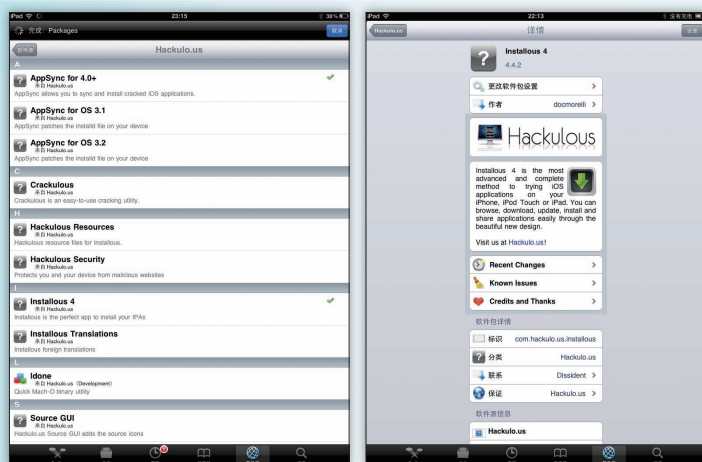 iPad
23:15
38%
完成: Packages
取消
软件源
Hackulo.us
A
AppSync for 4.0+
来自 Hackulo.us
AppSync allows you to sync and install cracked iOS applications.
AppSync for OS 3.1
来自 Hackulo.us
AppSync patches the installd file on your device
AppSync for OS 3.2
来自 Hackulo.us
AppSync patches the installd file on your device
C
Crackulous
来自 Hackulo.us
Crackulous is an easy-to-use cracking utility.
H
Hackulous Resources
来自 Hackulo.us
Hackulous resource files for Installous.
Hackulous Security
来自 Hackulo.us
Protects you and your device from malicious websites
I
Installous 4
来自 Hackulo.us
Installous is the perfect app to install your IPAs
Installous Translations
来自 Hackulo.us
Installous foreign translations
L
ldone
来自 Hackulo.us (Development)
Quick Mach-O binary utility
S
Source GUI
来自 Hackulo.us
Hackulo.us Source GUI adds the source icons
iPad
22:13
没有充电
Hackulo.us
详情
Installous 4
4.4.2
更改软件包设置
作者
docmorelli
Hackulous
Installous 4 is the most
advanced and complete
method to trying iOS
applications on your
iPhone, iPod Touch or iPad. You can
browse, download, update, install and
share applications easily through the
beautiful new design.
Visit us at Hackulo.us!
Recent Changes
Known Issues
Credits and Thanks
软件包详情
标识 com.hackulo.us.installous
分类 Hackulo.us
联系 Dissident
保证 Hackulo.us
软件源信息
Hackulo.us